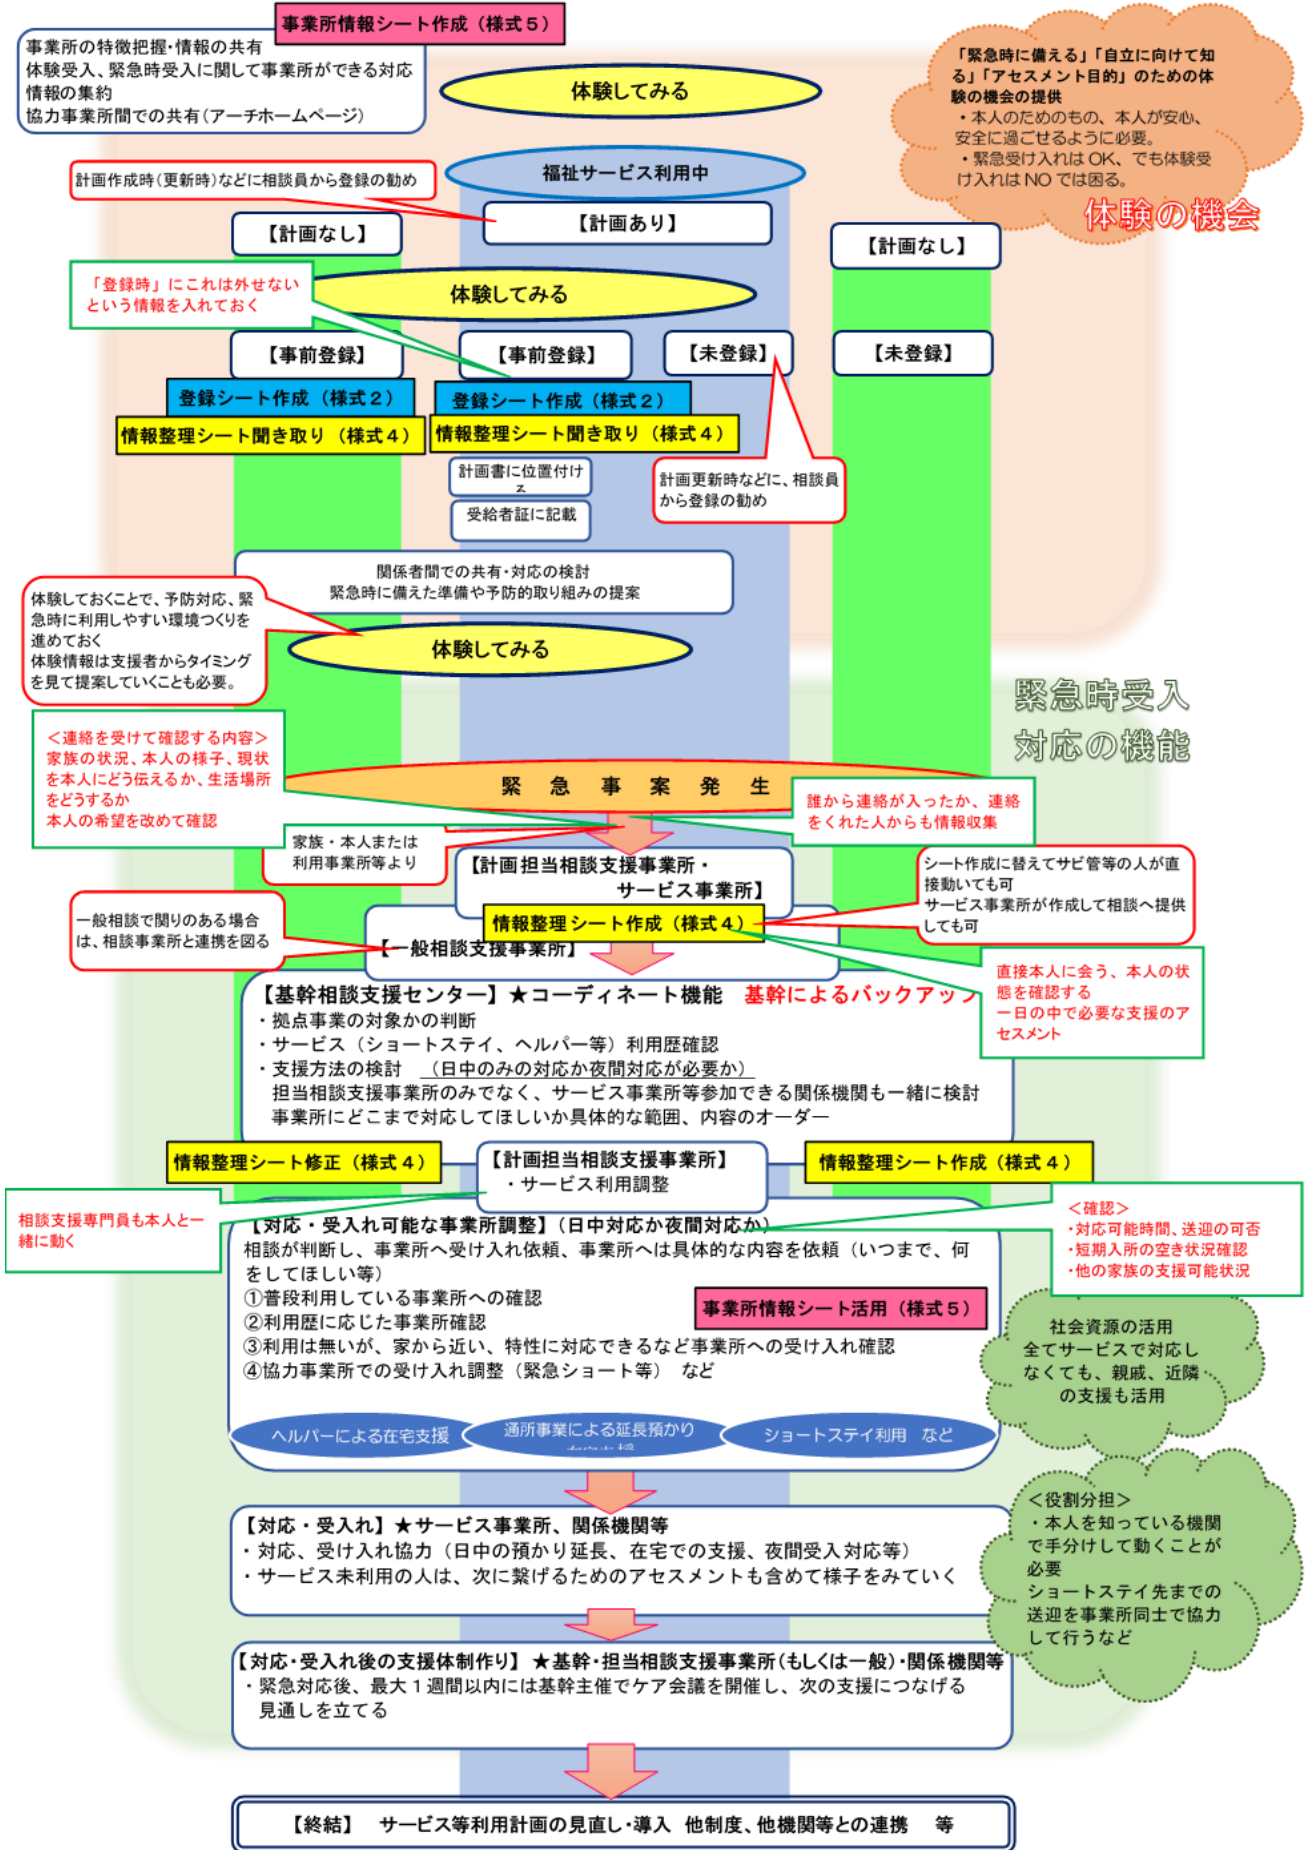 事業所情報シート作成（様式５）
事業所の特徴把握・情報の共有
体験受入、緊急時受入に関して事業所ができる対応
情報の集約
協力事業所間での共有（アーチホームページ）
体験してみる
「緊急時に備える」「自立に向けて知
る」「アセスメント目的」のための体
験の機会の提供
・本人のためのもの、本人が安心、
安全に過ごせるように必要。
・緊急受け入れは OK、でも体験受
け入れは NO では困る。
体験の機会
福祉サービス利用中
計画作成時（更新時）などに相談員から登録の勧め
【計画なし】
【計画あり】
【計画なし】
「登録時」にこれは外せない
という情報を入れておく
体験してみる
【事前登録】
【事前登録】
【未登録】
【未登録】
登録シート作成（様式２）
登録シート作成（様式２）
情報整理シート聞き取り（様式４）
情報整理シート聞き取り（様式４）
計画書に位置付け
受給者証に記載
計画更新時などに、相談員
から登録の勧め
関係者間での共有・対応の検討
緊急時に備えた準備や予防的取り組みの提案
体験しておくことで、予防対応、緊
急時に利用しやすい環境つくりを
進めておく
体験情報は支援者からタイミング
を見て提案していくことも必要。
体験してみる
緊急時受入
対応の機能
＜連絡を受けて確認する内容＞
家族の状況、本人の様子、現状
を本人にどう伝えるか、生活場所
をどうするか
本人の希望を改めて確認
緊　急　事　案　発　生
誰から連絡が入ったか、連絡
をくれた人からも情報収集
家族・本人または
利用事業所等より
【計画担当相談支援事業所・
サービス事業所】
シート作成に替えてサビ管等の人が直
接動いても可
サービス事業所が作成して相談へ提供
しても可
情報整理シート作成（様式４）
一般相談で関りのある場合
は、相談事業所と連携を図る
【一般相談支援事業所】
直接本人に会う、本人の状
態を確認する
一日の中で必要な支援のア
セスメント
【基幹相談支援センター】★コーディネート機能　基幹によるバックアップ
・拠点事業の対象かの判断
・サービス（ショートステイ、ヘルパー等）利用歴確認
・支援方法の検討　（日中のみの対応か夜間対応が必要か）
担当相談支援事業所のみでなく、サービス事業所等参加できる関係機関も一緒に検討
事業所にどこまで対応してほしいか具体的な範囲、内容のオーダー
情報整理シート修正（様式４）
【計画担当相談支援事業所】
・サービス利用調整
情報整理シート作成（様式４）
相談支援専門員も本人と一
緒に動く
＜確認＞
・対応可能時間、送迎の可否
・短期入所の空き状況確認
・他の家族の支援可能状況
【対応・受入れ可能な事業所調整】（日中対応か夜間対応か）
相談が判断し、事業所へ受け入れ依頼、事業所へは具体的な内容を依頼（いつまで、何
をしてほしい等）
①普段利用している事業所への確認
②利用歴に応じた事業所確認
③利用は無いが、家から近い、特性に対応できるなど事業所への受け入れ確認
④協力事業所での受け入れ調整（緊急ショート等）　など
事業所情報シート活用（様式５）
社会資源の活用
全てサービスで対応し
なくても、親戚、近隣
の支援も活用
ヘルパーによる在宅支援
通所事業による延長預かり
ショートステイ利用　など
＜役割分担＞
・本人を知っている機関
で手分けして動くことが
必要
ショートステイ先までの
送迎を事業所同士で協力
して行うなど
【対応・受入れ】★サービス事業所、関係機関等
・対応、受け入れ協力（日中の預かり延長、在宅での支援、夜間受入対応等）
・サービス未利用の人は、次に繋げるためのアセスメントも含めて様子をみていく
【対応・受入れ後の支援体制作り】★基幹・担当相談支援事業所（もしくは一般）・関係機関等
・緊急対応後、最大１週間以内には基幹主催でケア会議を開催し、次の支援につなげる
見通しを立てる
【終結】　サービス等利用計画の見直し・導入　他制度、他機関等との連携　等